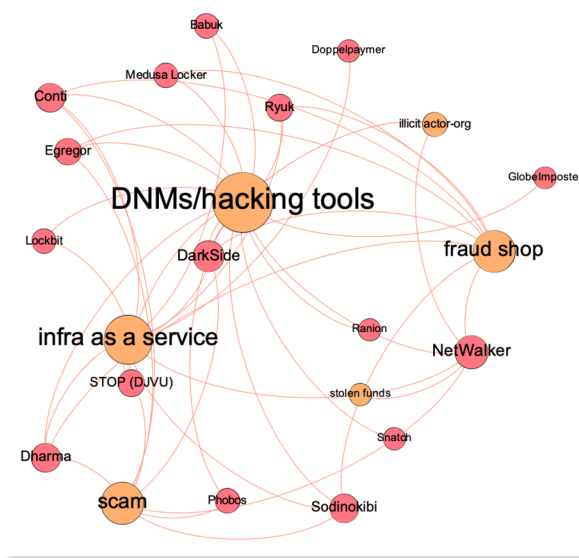 Babuk
Doppelpaymer
Medusa Locker
Conti
Ryuk
illicit actor-org
Egregor
GlobeImposte
DNMs/hacking tools
Lockbit
fraud shop
DarkSide
Ranion
infra as a service
NetWalker
STOP (DJVU)
stolen funds
Snatch
Dharma
scam
Phobos
Sodinokibi